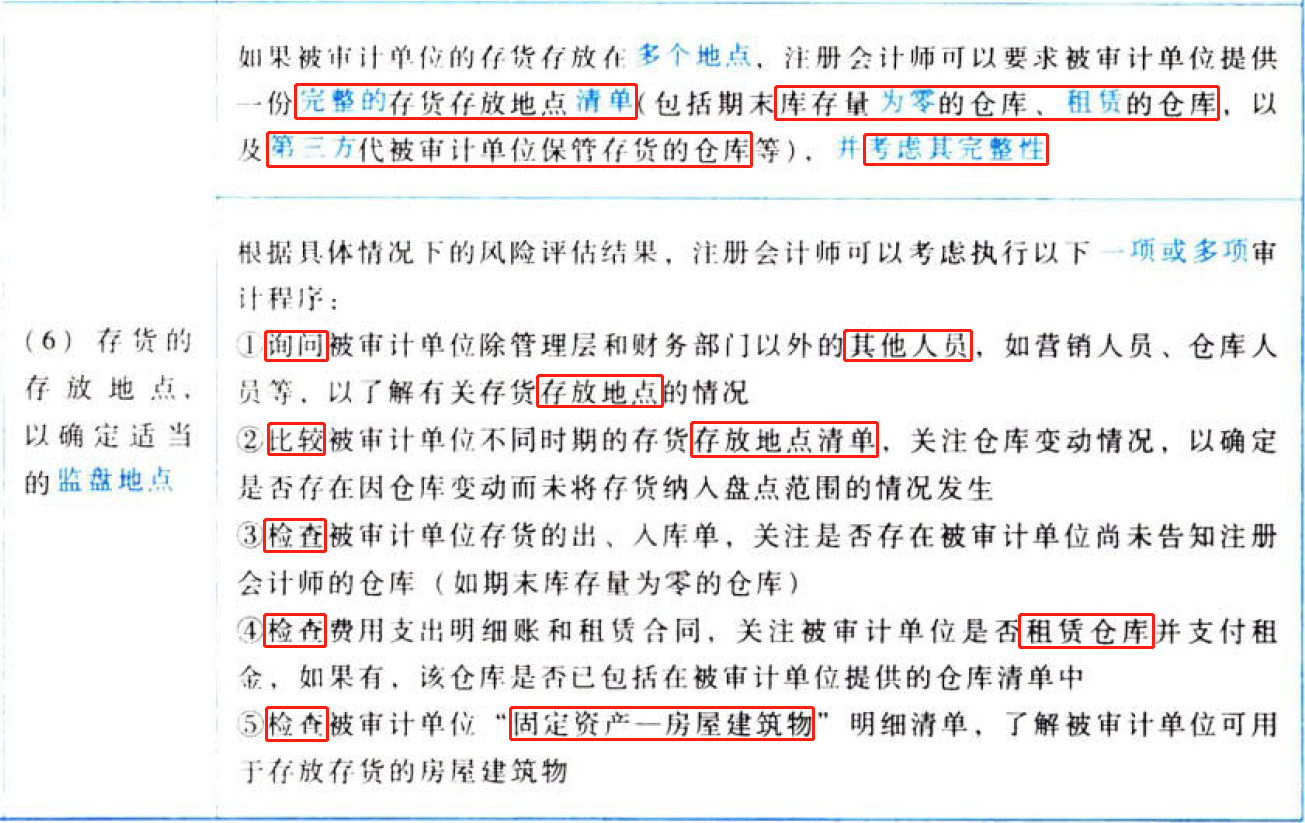 如果被审计单位的存货存放在多个地点，注册会计师可以要求被审计单位提供
一份完整的存货存放地点清单(包括期末库存量为零的仓库、租赁的仓库，以
及第三方代被审计单位保管存货的仓库等)，并考虑其完整性
(6) 存货的
存放地点，
以确定适当
的监盘地点
根据具体情况下的风险评估结果，注册会计师可以考虑执行以下一项或多项审
计程序：
①询问被审计单位除管理层和财务部门以外的其他人员，如营销人员、仓库人
员等，以了解有关存货存放地点的情况
②比较被审计单位不同时期的存货存放地点清单，关注仓库变动情况，以确定
是否存在因仓库变动而未将存货纳入盘点范围的情况发生
③检查被审计单位存货的出、入库单，关注是否存在被审计单位尚未告知注册
会计师的仓库（如期末库存量为零的仓库）
④检查费用支出明细账和租赁合同，关注被审计单位是否租赁仓库并支付租
金，如果有，该仓库是否已包括在被审计单位提供的仓库清单中
⑤检查被审计单位“固定资产—房屋建筑物”明细清单，了解被审计单位可用
于存放存货的房屋建筑物